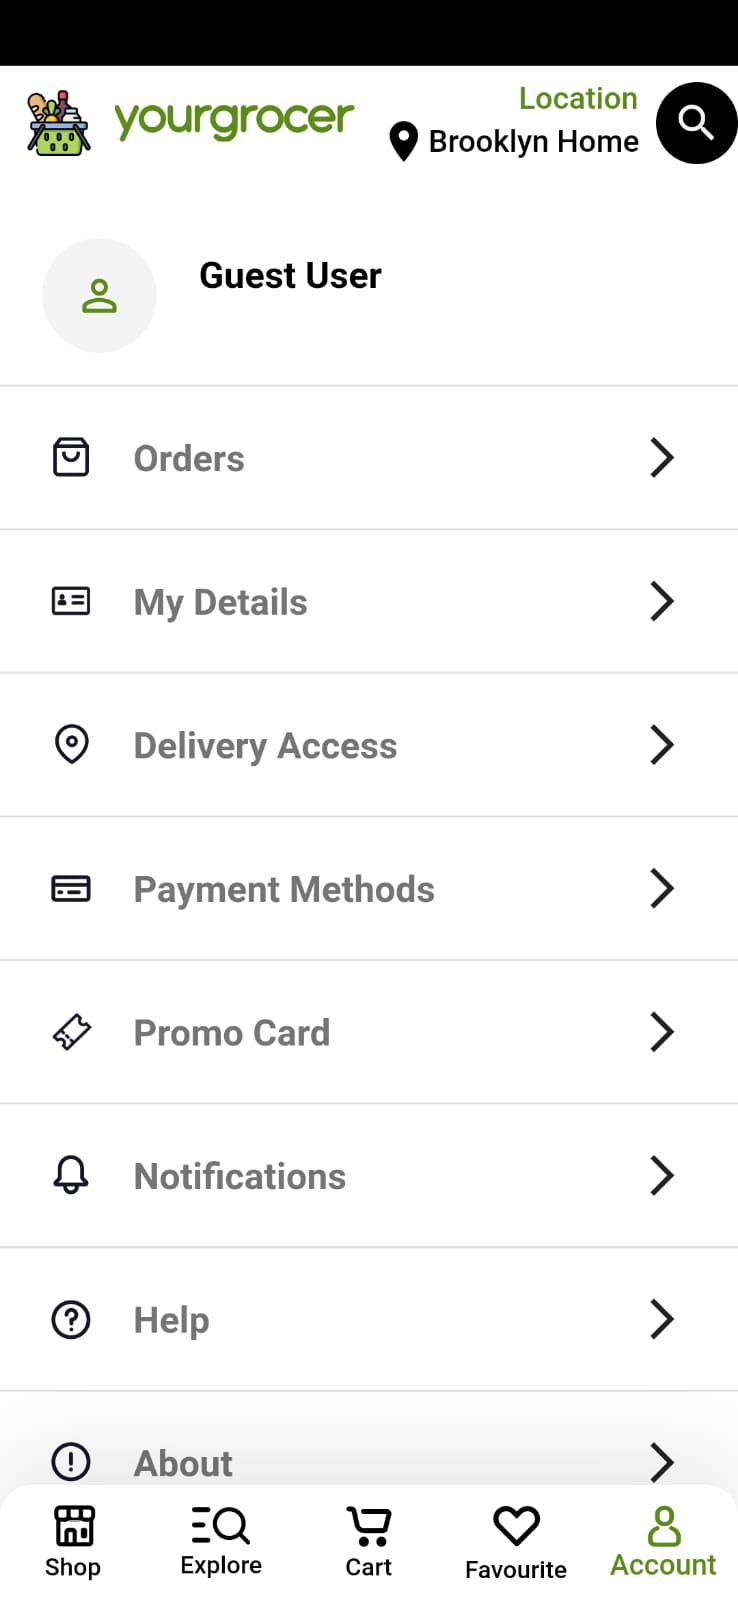 yourgrocer
Location
Brooklyn Home
Guest User
Orders
My Details
Delivery Access
Payment Methods
Promo Card
Notifications
Help
About
Shop
Explore
Cart
Favourite
Account